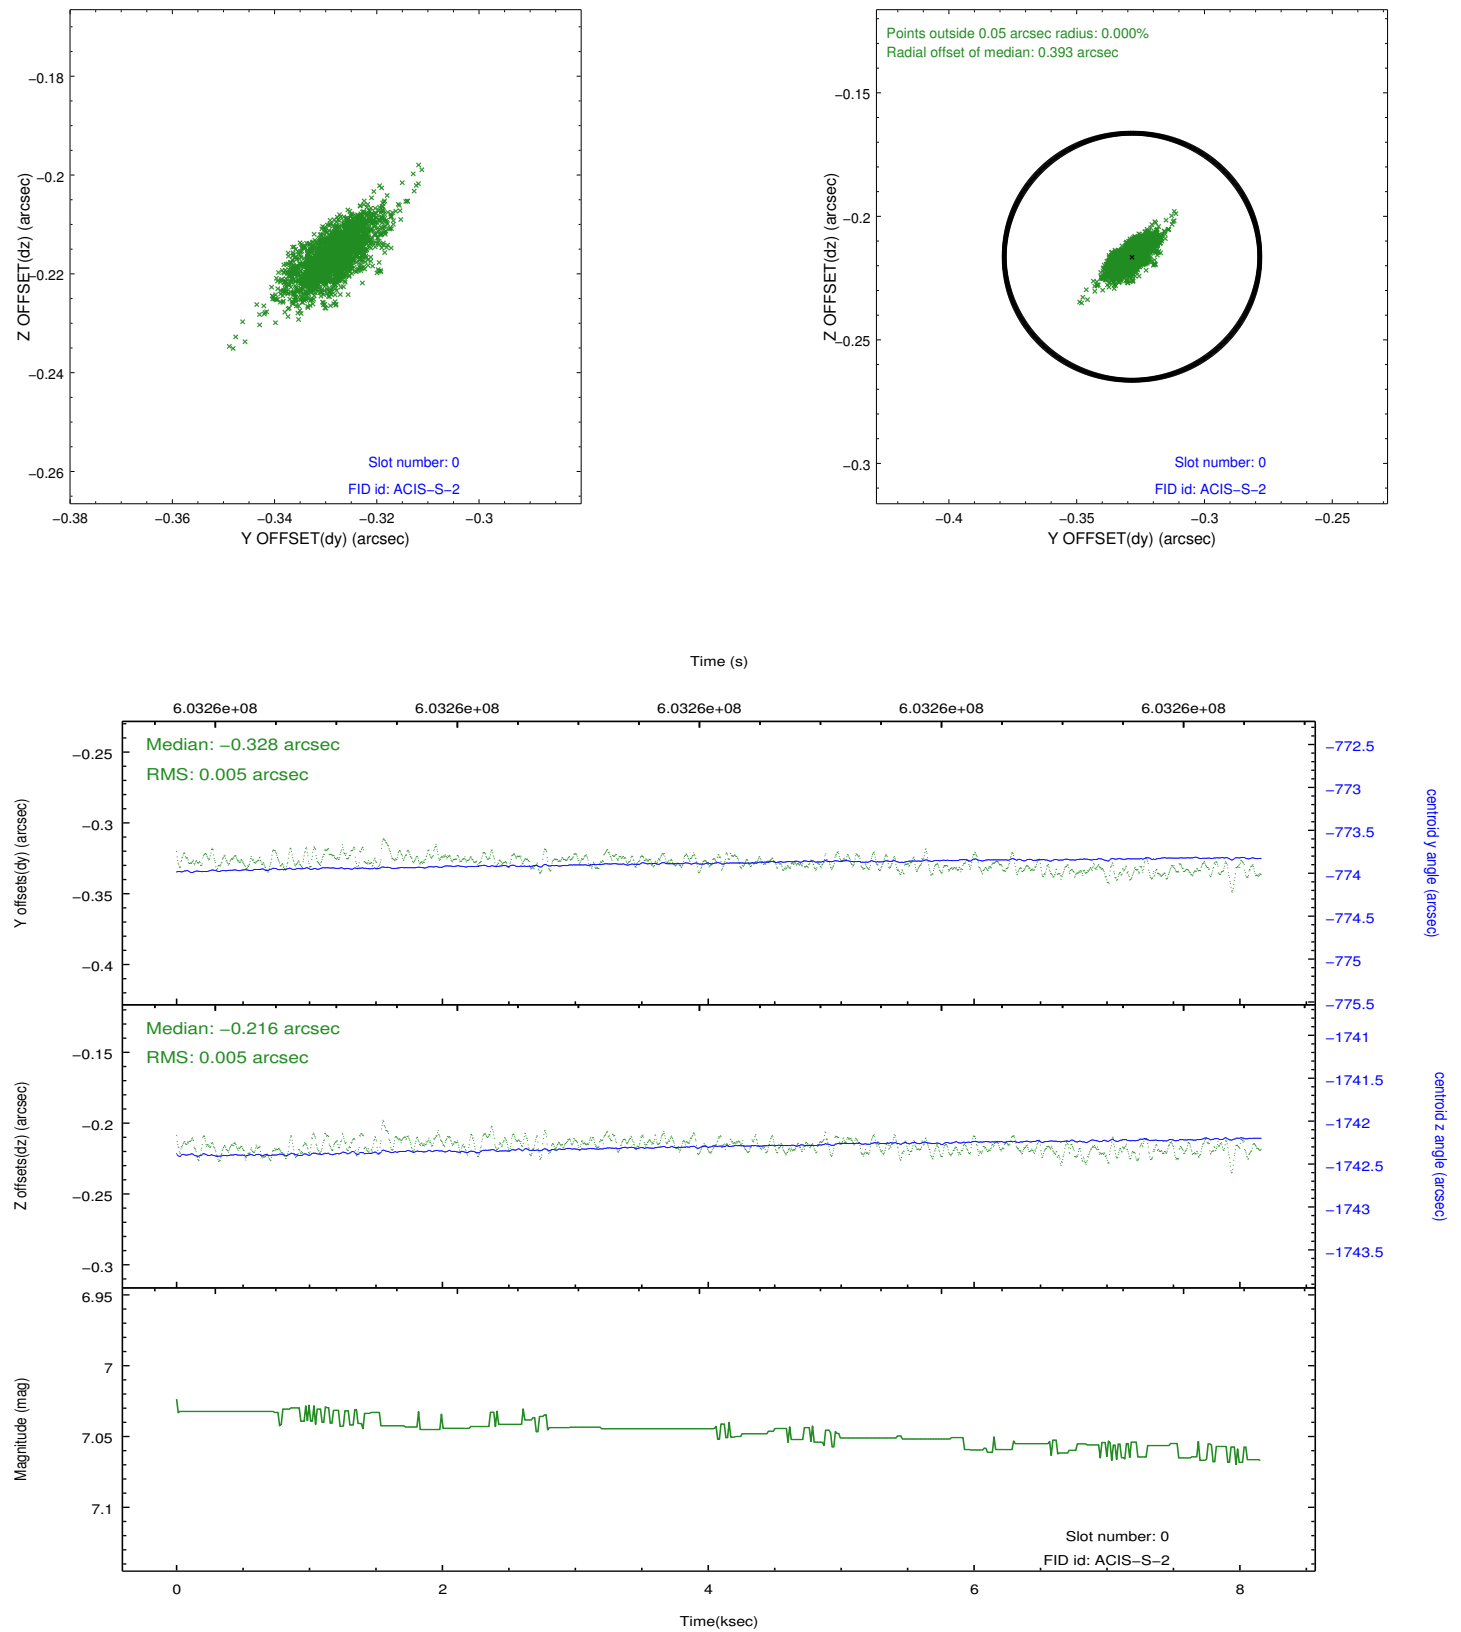 −0.18
−0.2
−0.22
−0.24
−0.26
Z OFFSET(dz) (arcsec)
Slot number: 0
FID id: ACIS−S−2
−0.38 −0.36 −0.34 −0.32 −0.3
Y OFFSET(dy) (arcsec)
Points outside 0.05 arcsec radius: 0.000%
Radial offset of median: 0.393 arcsec
−0.15
−0.2
−0.25
−0.3
Z OFFSET(dz) (arcsec)
Slot number: 0
FID id: ACIS−S−2
−0.4 −0.35 −0.3 −0.25
Y OFFSET(dy) (arcsec)
Time (s)
6.0326e+08 6.0326e+08 6.0326e+08 6.0326e+08 6.0326e+08
Median: −0.328 arcsec
RMS: 0.005 arcsec
−0.25
−0.3
−0.35
−0.4
Y offsets(dy) (arcsec)
−772.5
−773
−773.5
−774
−774.5
−775
−775.5
centroid y angle (arcsec)
Median: −0.216 arcsec
RMS: 0.005 arcsec
−0.15
−0.2
−0.25
−0.3
Z offsets(dz) (arcsec)
−1741
−1741.5
−1742
−1742.5
−1743
−1743.5
centroid z angle (arcsec)
6.95
7
7.05
7.1
Magnitude (mag)
Slot number: 0
FID id: ACIS−S−2
0 2 4 6 8
Time(ksec)